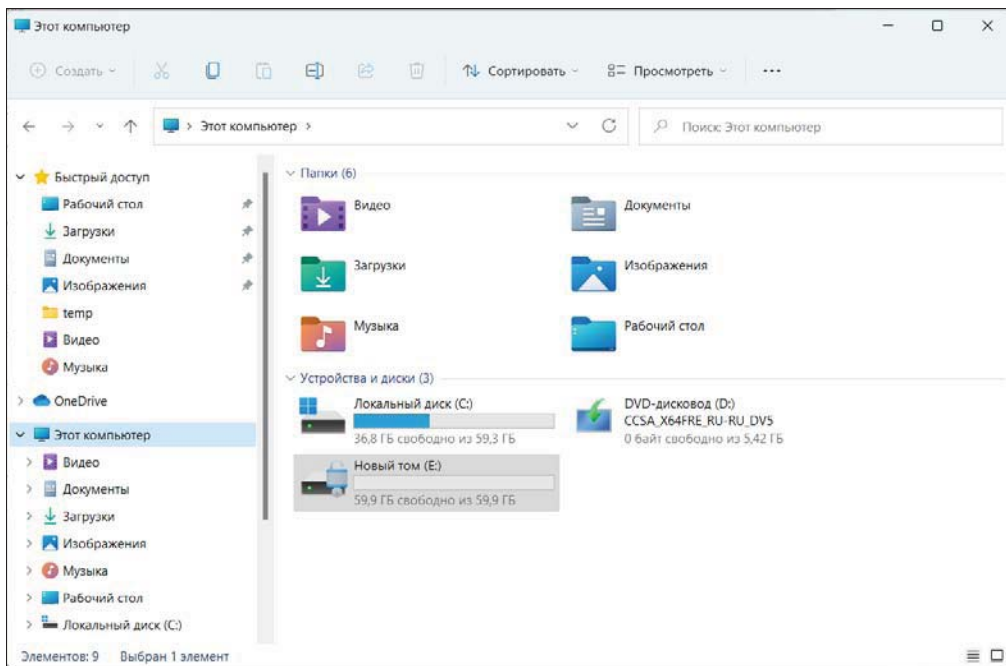 Этот компьютер
Создать
Сортировать
Просмотреть
Этот компьютер
Поиск: Этот компьютер
Быстрый доступ
Рабочий стол
Загрузки
Документы
Изображения
temp
Видео
Музыка
OneDrive
Этот компьютер
Видео
Документы
Загрузки
Изображения
Музыка
Рабочий стол
Локальный диск (C:)
Папки (6)
Видео
Документы
Загрузки
Изображения
Музыка
Рабочий стол
Устройства и диски (3)
Локальный диск (C:)
36,8 ГБ свободно из 59,3 ГБ
DVD-дисковод (D:)
CCSA_X64FRE_RU-RU_DV5
0 байт свободно из 5,42 ГБ
Новый том (E:)
59,9 ГБ свободно из 59,9 ГБ
Элементов: 9 Выбран 1 элемент